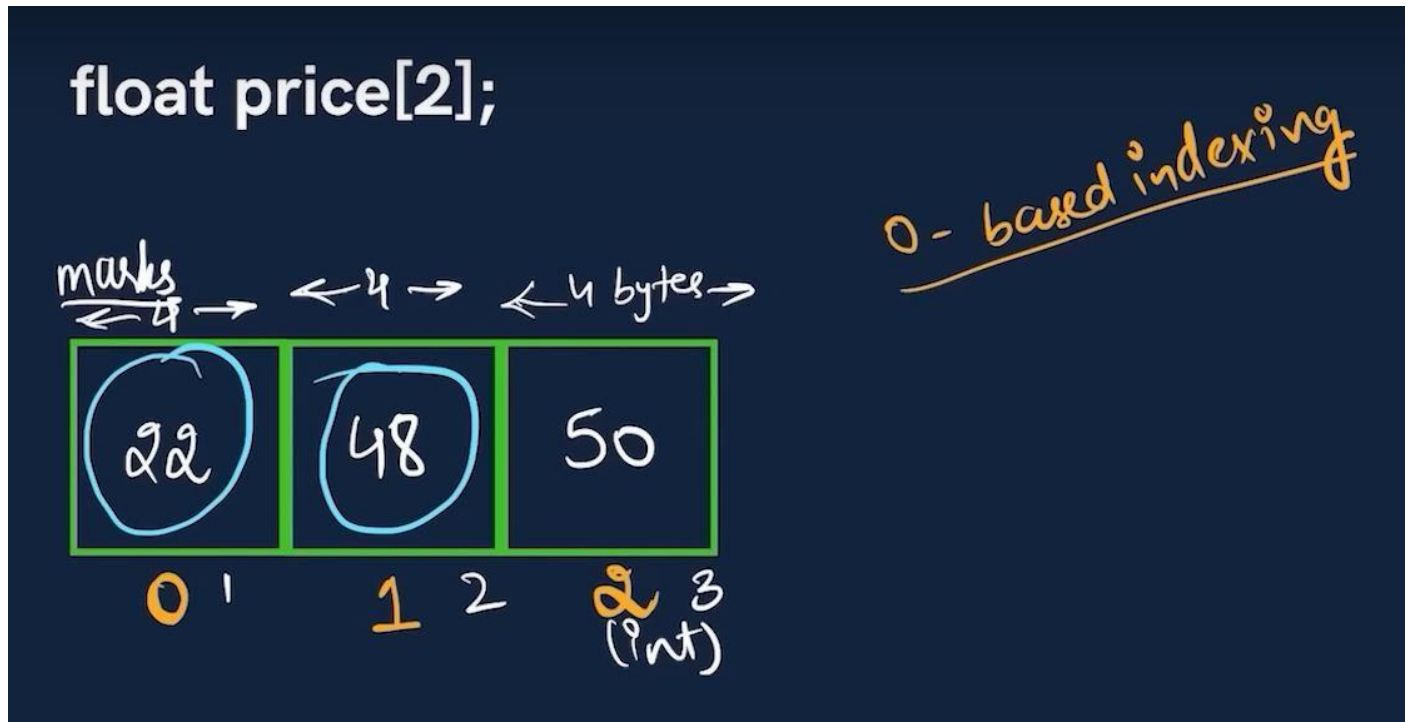 float price[2];
0- based indexing
marks
4 4 4 bytes
22 48 50
0 1 1 2 2 3
(int)